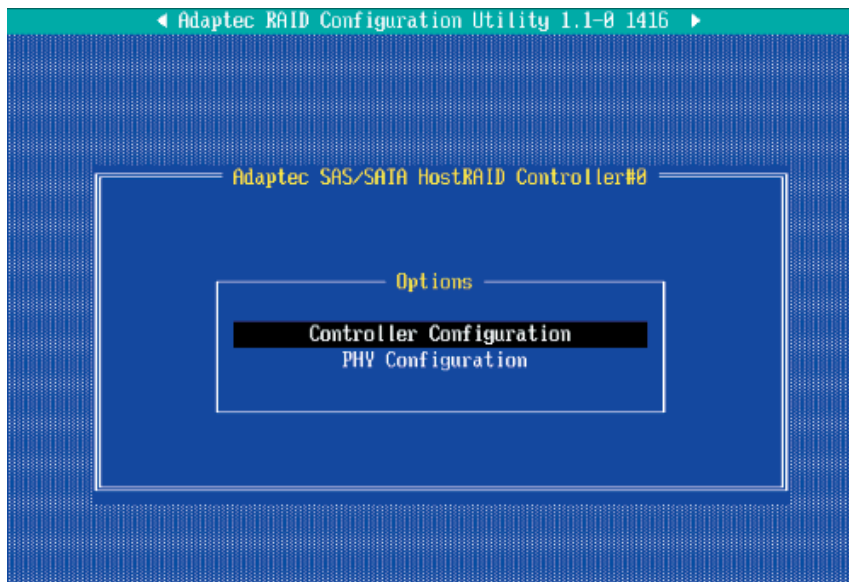 Adaptec RAID Configuration Utility 1.1-0 1416
Adaptec SAS/SATA HostRAID Controller#0
Options
Controller Configuration
PHY Configuration